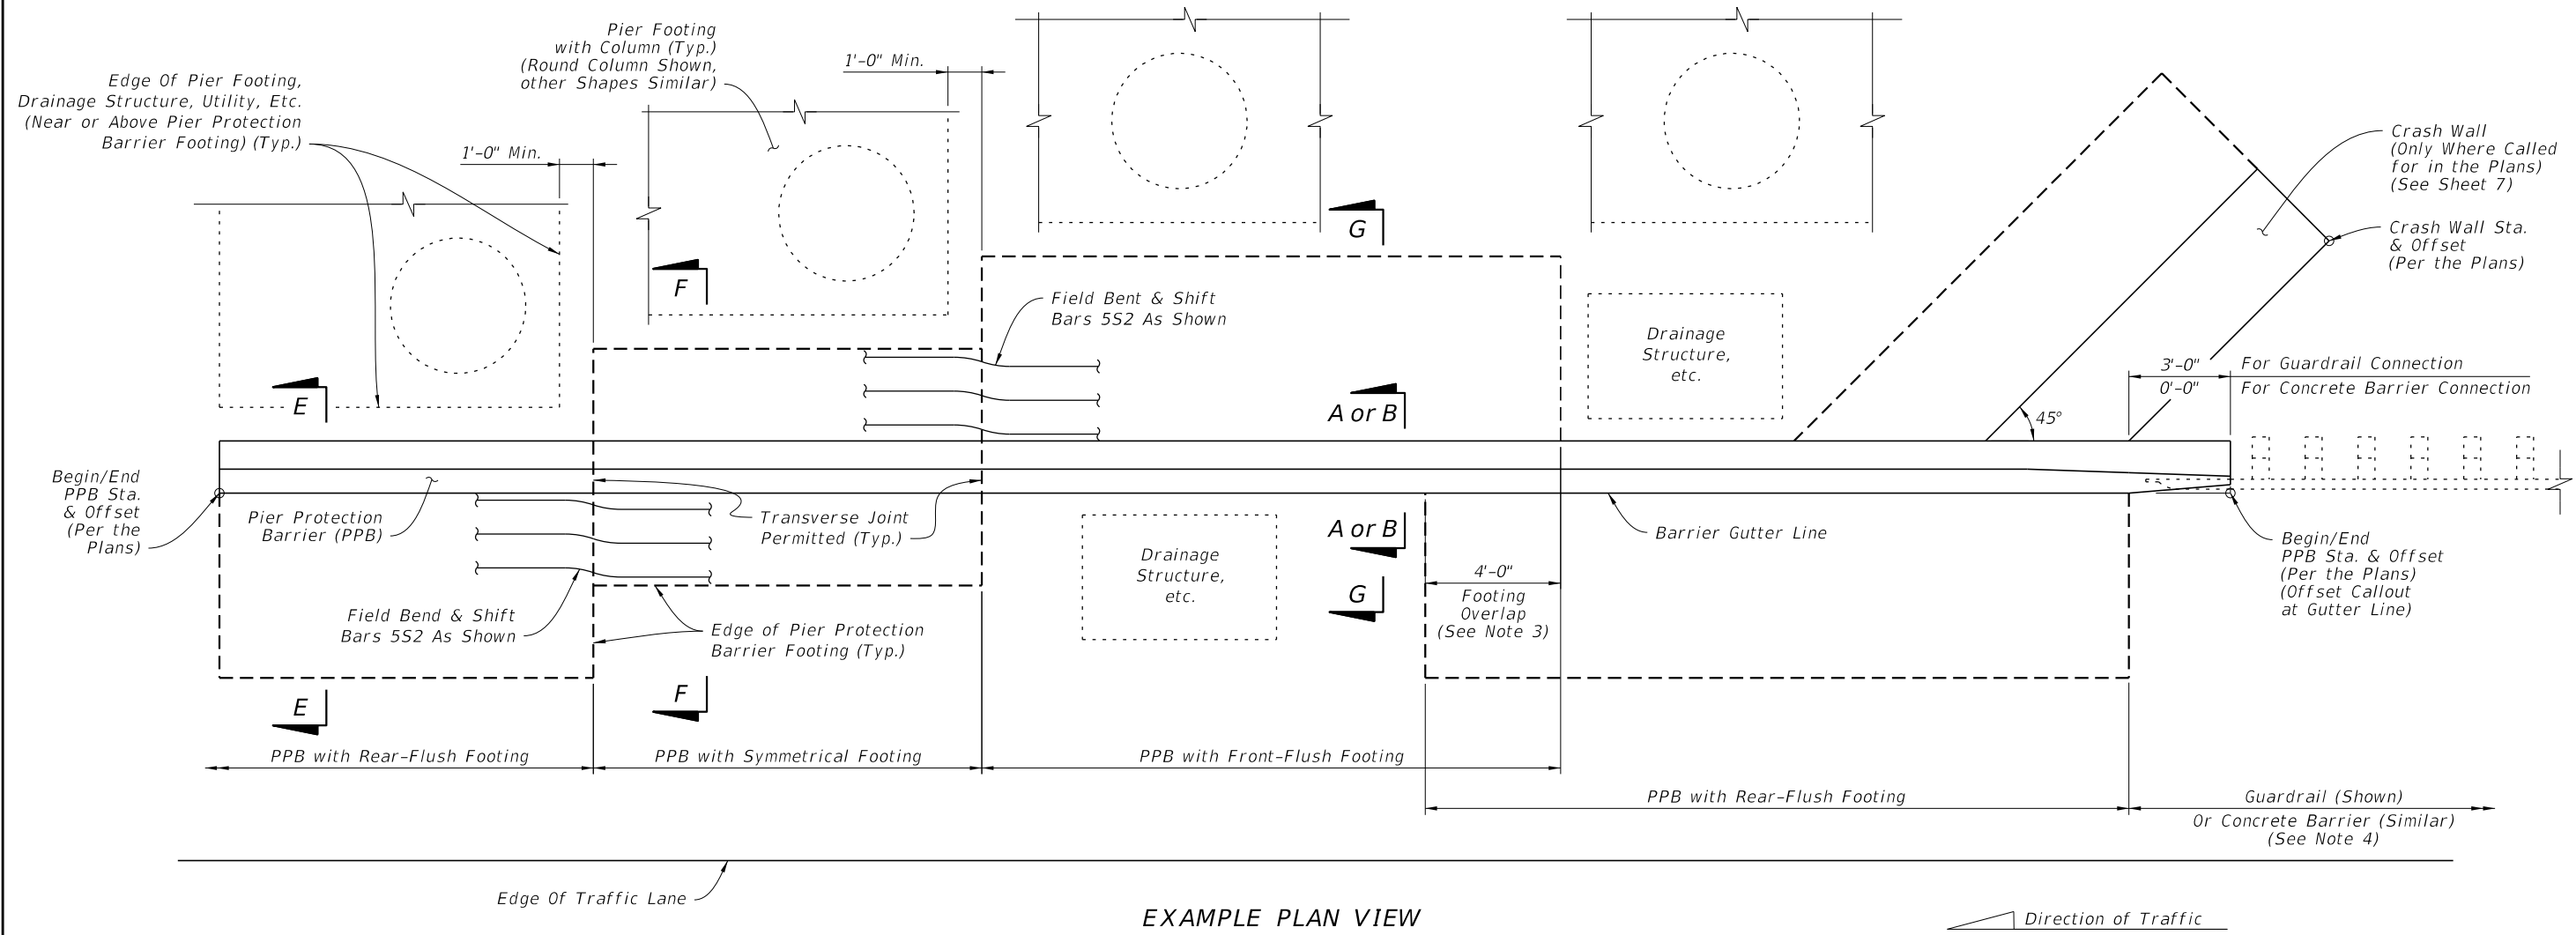 Pier Footing
with Column (Typ.)
(Round Column Shown,
other Shapes Similar)
1'-0" Min.
Edge Of Pier Footing,
Drainage Structure, Utility, Etc.
(Near or Above Pier Protection
Barrier Footing) (Typ.)
1'-0" Min.
Crash Wall
(Only Where Called
for in the Plans)
(See Sheet 7)
Crash Wall Sta.
& Offset
(Per the Plans)
G
F
Field Bent & Shift
Bars 5S2 As Shown
Drainage
Structure,
etc.
3'-0" For Guardrail Connection
0'-0" For Concrete Barrier Connection
E
A or B
45°
Begin/End
PPB Sta.
& Offset
(Per the
Plans)
Pier Protection
Barrier (PPB)
Transverse Joint
Permitted (Typ.)
Drainage
Structure,
etc.
A or B
Barrier Gutter Line
Begin/End
PPB Sta. & Offset
(Per the Plans)
(Offset Callout
at Gutter Line)
4'-0"
Footing
Overlap
(See Note 3)
G
Field Bend & Shift
Bars 5S2 As Shown
Edge of Pier Protection
Barrier Footing (Typ.)
E
F
PPB with Rear-Flush Footing
PPB with Symmetrical Footing
PPB with Front-Flush Footing
PPB with Rear-Flush Footing
Guardrail (Shown)
Or Concrete Barrier (Similar)
(See Note 4)
Edge Of Traffic Lane
EXAMPLE PLAN VIEW
Direction of Traffic